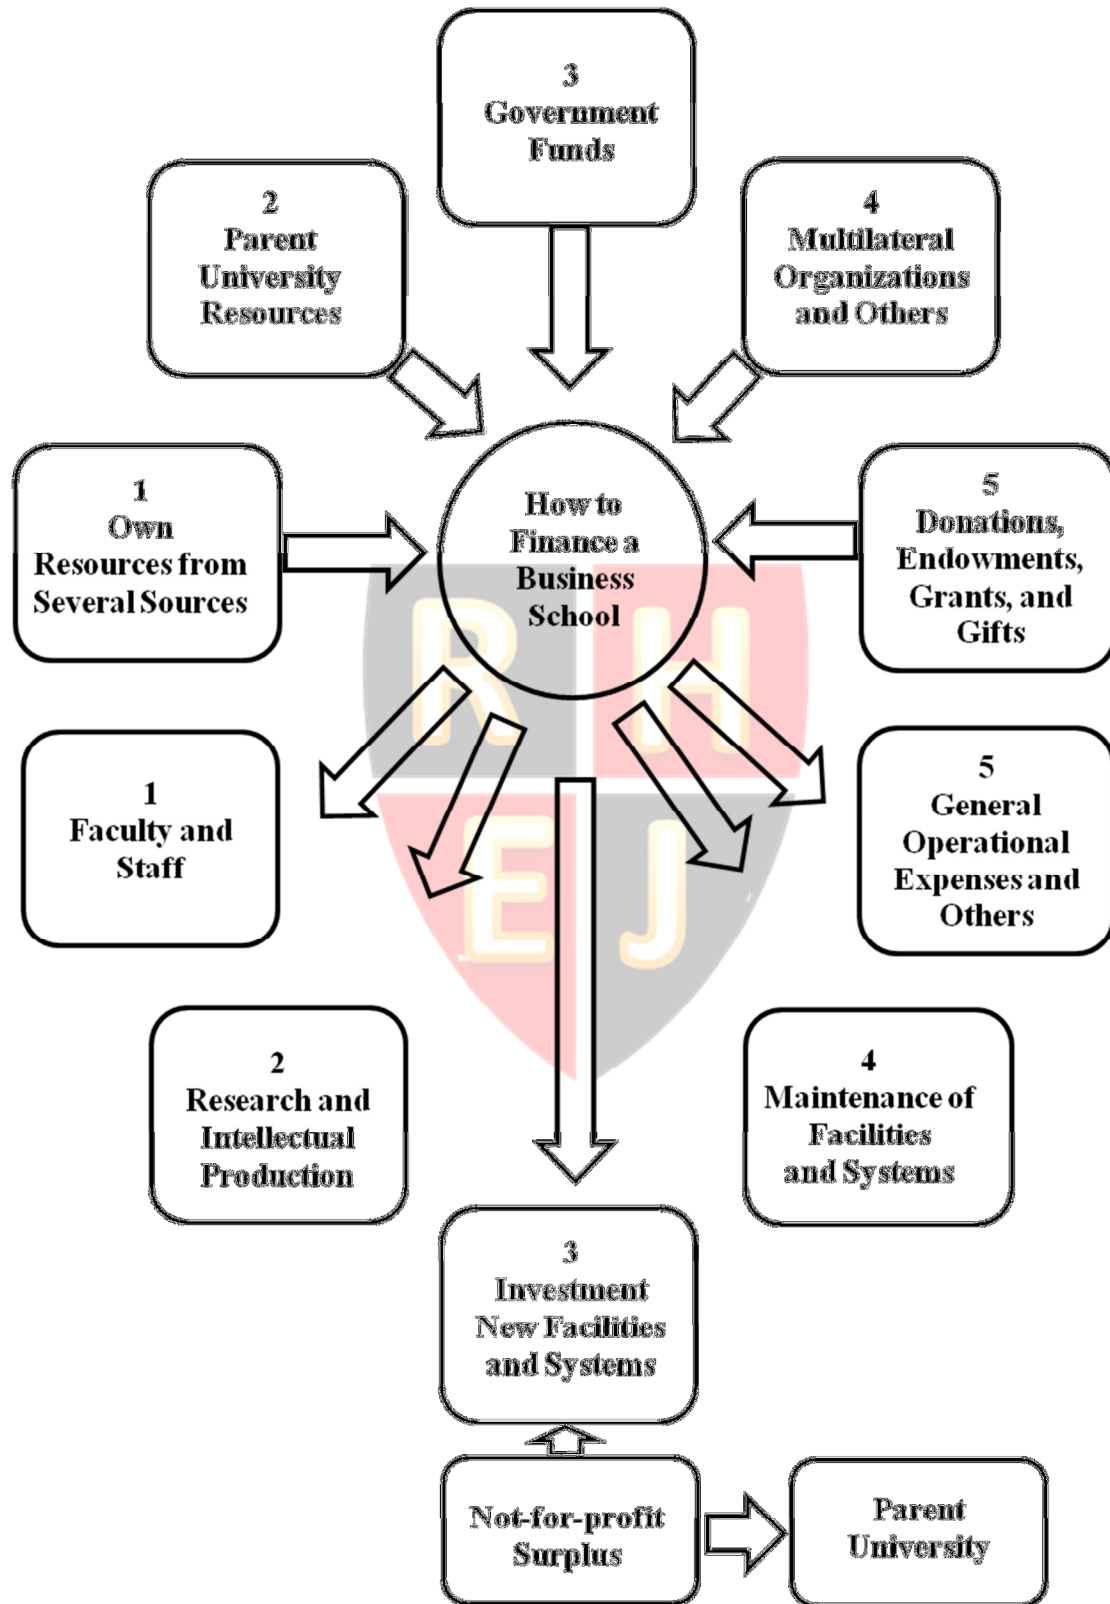 3
Government
Funds
2
Parent
University
Resources
4
Multilateral
Organizations
and Others
1
Own
Resources from
Several Sources
How to
Finance a
Business
School
5
Donations,
Endowments,
Grants, and
Gifts
R H
E J
1
Faculty and
Staff
5
General
Operational
Expenses and
Others
2
Research and
Intellectual
Production
4
Maintenance of
Facilities
and Systems
3
Investment
New Facilities
and Systems
Not-for-profit
Surplus
Parent
University